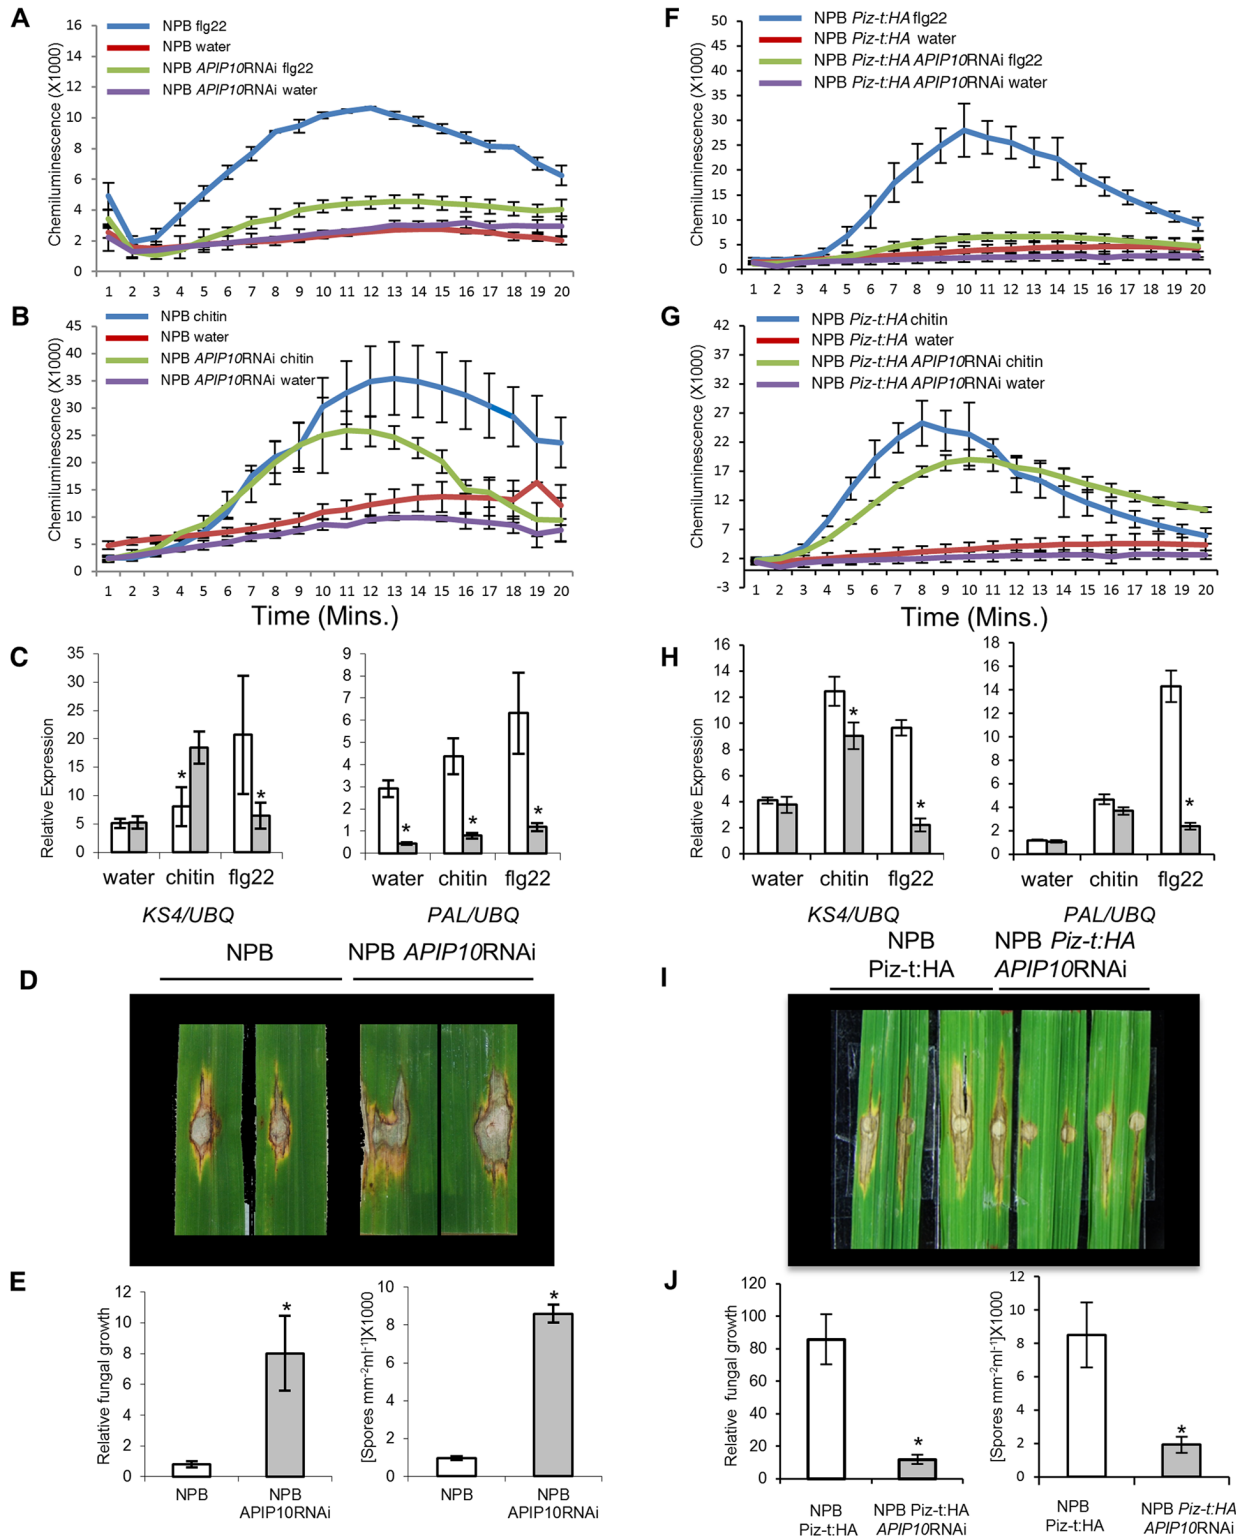 A
Chemiluminescence (X1000)
16
14
12
10
8
6
4
2
0
NPB flg22
NPB water
NPB APIP10RNAi flg22
NPB APIP10RNAi water
1 2 3 4 5 6 7 8 9 10 11 12 13 14 15 16 17 18 19 20
B
Chemiluminescence (X1000)
45
40
35
30
25
20
15
10
5
0
NPB chitin
NPB water
NPB APIP10RNAi chitin
NPB APIP10RNAi water
1 2 3 4 5 6 7 8 9 10 11 12 13 14 15 16 17 18 19 20
Time (Mins.)
C
Relative Expression
35
30
25
20
15
10
5
0
* *
water chitin flg22
KS4/UBQ
9
8
7
6
5
4
3
2
1
0
* * *
water chitin flg22
PAL/UBQ
D
NPB NPB APIP10RNAi
E
Relative fungal growth
12
10
8
6
4
2
0
*
NPB NPB
APIP10RNAi
[Spores mm-2ml-1]X1000
10
8
6
4
2
0
*
NPB NPB
APIP10RNAi
F
Chemiluminescence (X1000)
50
45
40
35
30
25
20
15
10
5
0
NPB Piz-t:HA flg22
NPB Piz-t:HA water
NPB Piz-t:HA APIP10RNAi flg22
NPB Piz-t:HA APIP10RNAi water
1 2 3 4 5 6 7 8 9 10 11 12 13 14 15 16 17 18 19 20
G
Chemiluminescence (X1000)
42
37
32
27
22
17
12
7
2
-3
NPB Piz-t:HA chitin
NPB Piz-t:HA water
NPB Piz-t:HA APIP10RNAi chitin
NPB Piz-t:HA APIP10RNAi water
1 2 3 4 5 6 7 8 9 10 11 12 13 14 15 16 17 18 19 20
Time (Mins.)
H
Relative Expression
16
14
12
10
8
6
4
2
0
* *
water chitin flg22
KS4/UBQ
18
16
14
12
10
8
6
4
2
0
*
water chitin flg22
PAL/UBQ
I
NPB NPB Piz-t:HA
Piz-t:HA APIP10RNAi
J
Relative fungal growth
120
100
80
60
40
20
0
*
NPB NPB Piz-t:HA
Piz-t:HA APIP10RNAi
[Spores mm-2ml-1]X1000
12
10
8
6
4
2
0
*
NPB NPB Piz-t:HA
Piz-t:HA APIP10RNAi